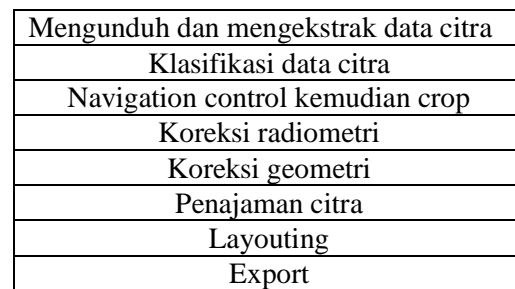 Mengunduh dan mengekstrak data citra
Klasifikasi data citra
Navigation control kemudian crop
Koreksi radiometri
Koreksi geometri
Penajaman citra
Layouting
Export